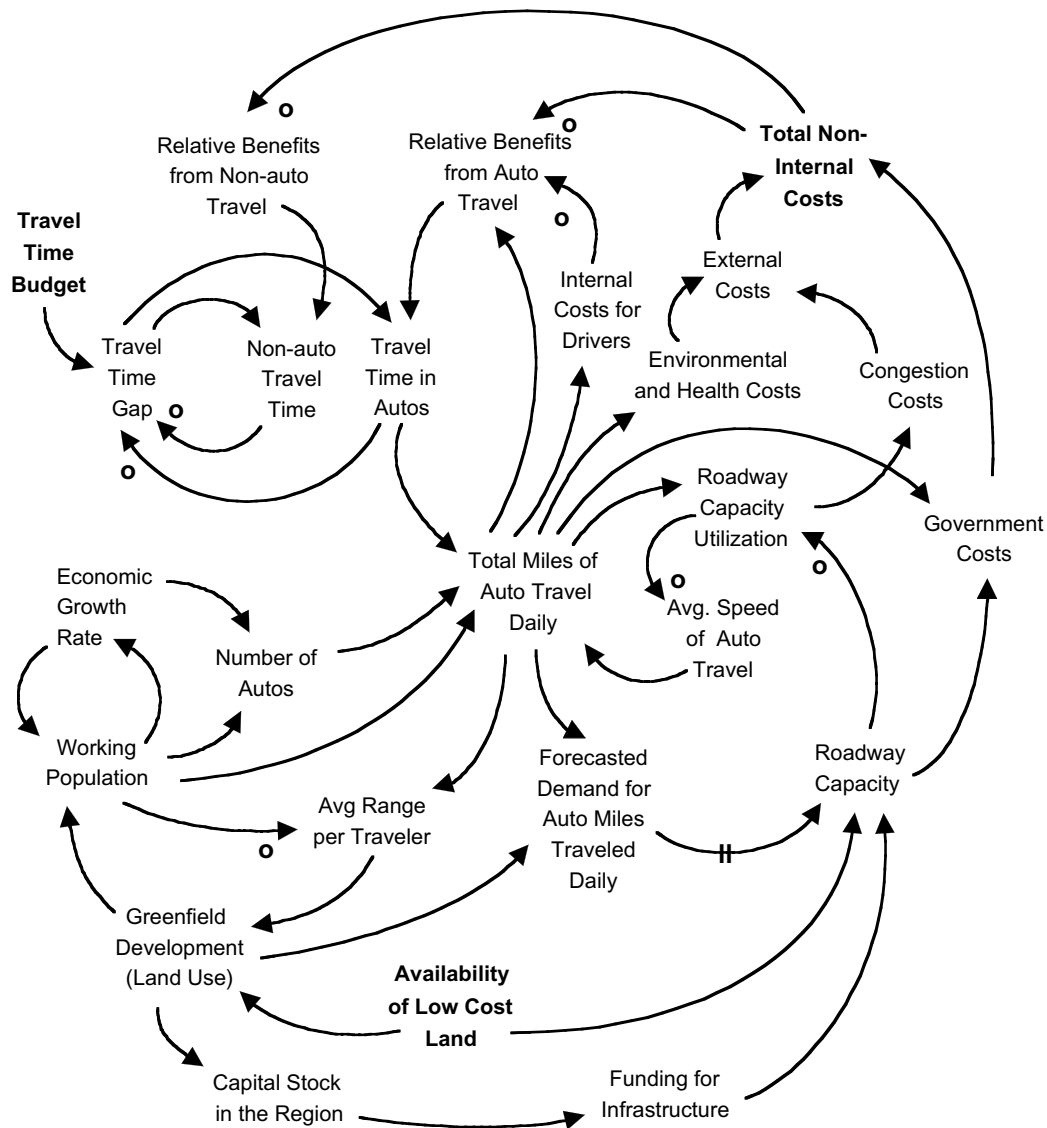 o
Relative Benefits
from Non-auto
Travel
Relative Benefits
from Auto
Travel
o
o
Total Non-
Internal
Costs
Travel
Time
Budget
External
Costs
Internal
Costs for
Drivers
Environmental
and Health Costs
Congestion
Costs
Travel
Time
Gap
o
o
Non-auto
Travel
Time
Travel
Time in
Autos
Roadway
Capacity
Utilization
o
o
Government
Costs
Total Miles of
Auto Travel
Daily
Avg. Speed
of Auto
Travel
Economic
Growth
Rate
Number of
Autos
Working
Population
o
Avg Range
per Traveler
Forecasted
Demand for
Auto Miles
Traveled
Daily
Roadway
Capacity
Greenfield
Development
(Land Use)
Availability
of Low Cost
Land
Capital Stock
in the Region
Funding for
Infrastructure